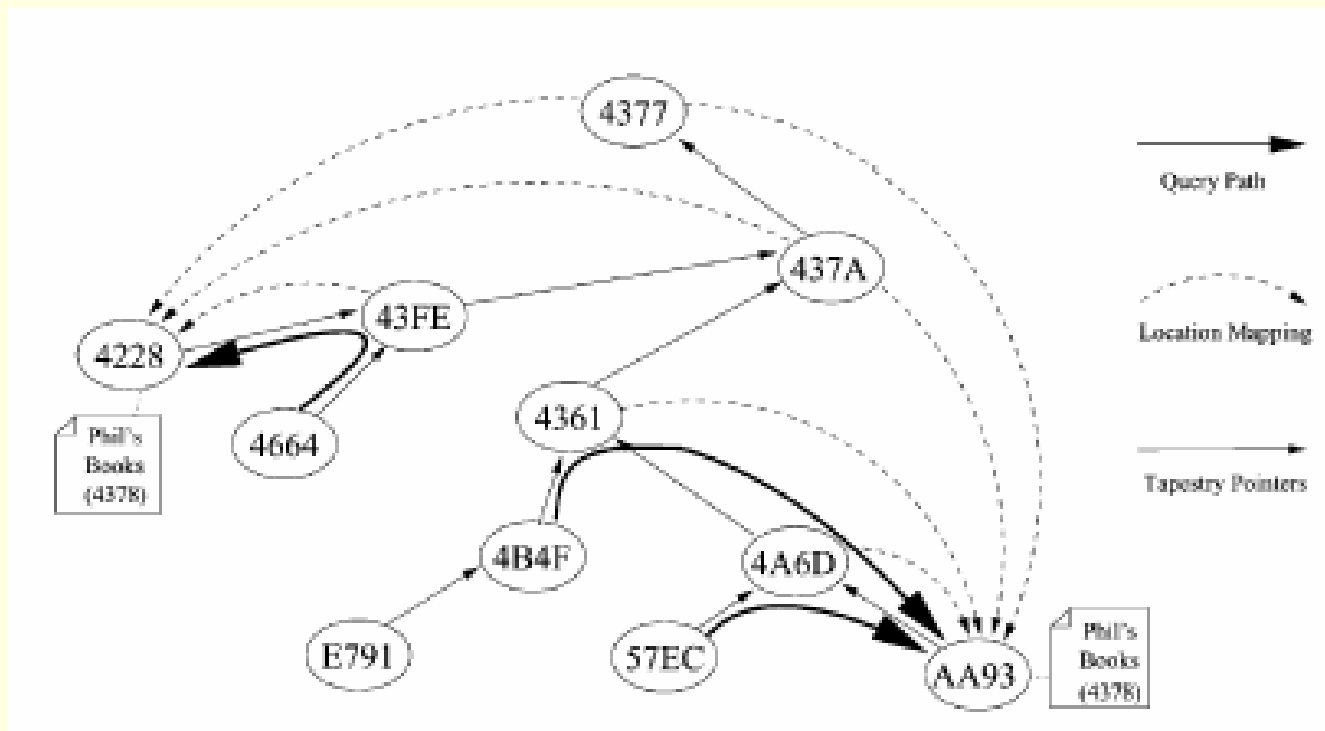 4377
Query Path
437A
43FE
Location Mapping
4228
4361
Phil's
Books
(4378)
4664
Tapestry Pointers
4B4F
4A6D
E791
57EC
AA93
Phil's
Books
(4378)